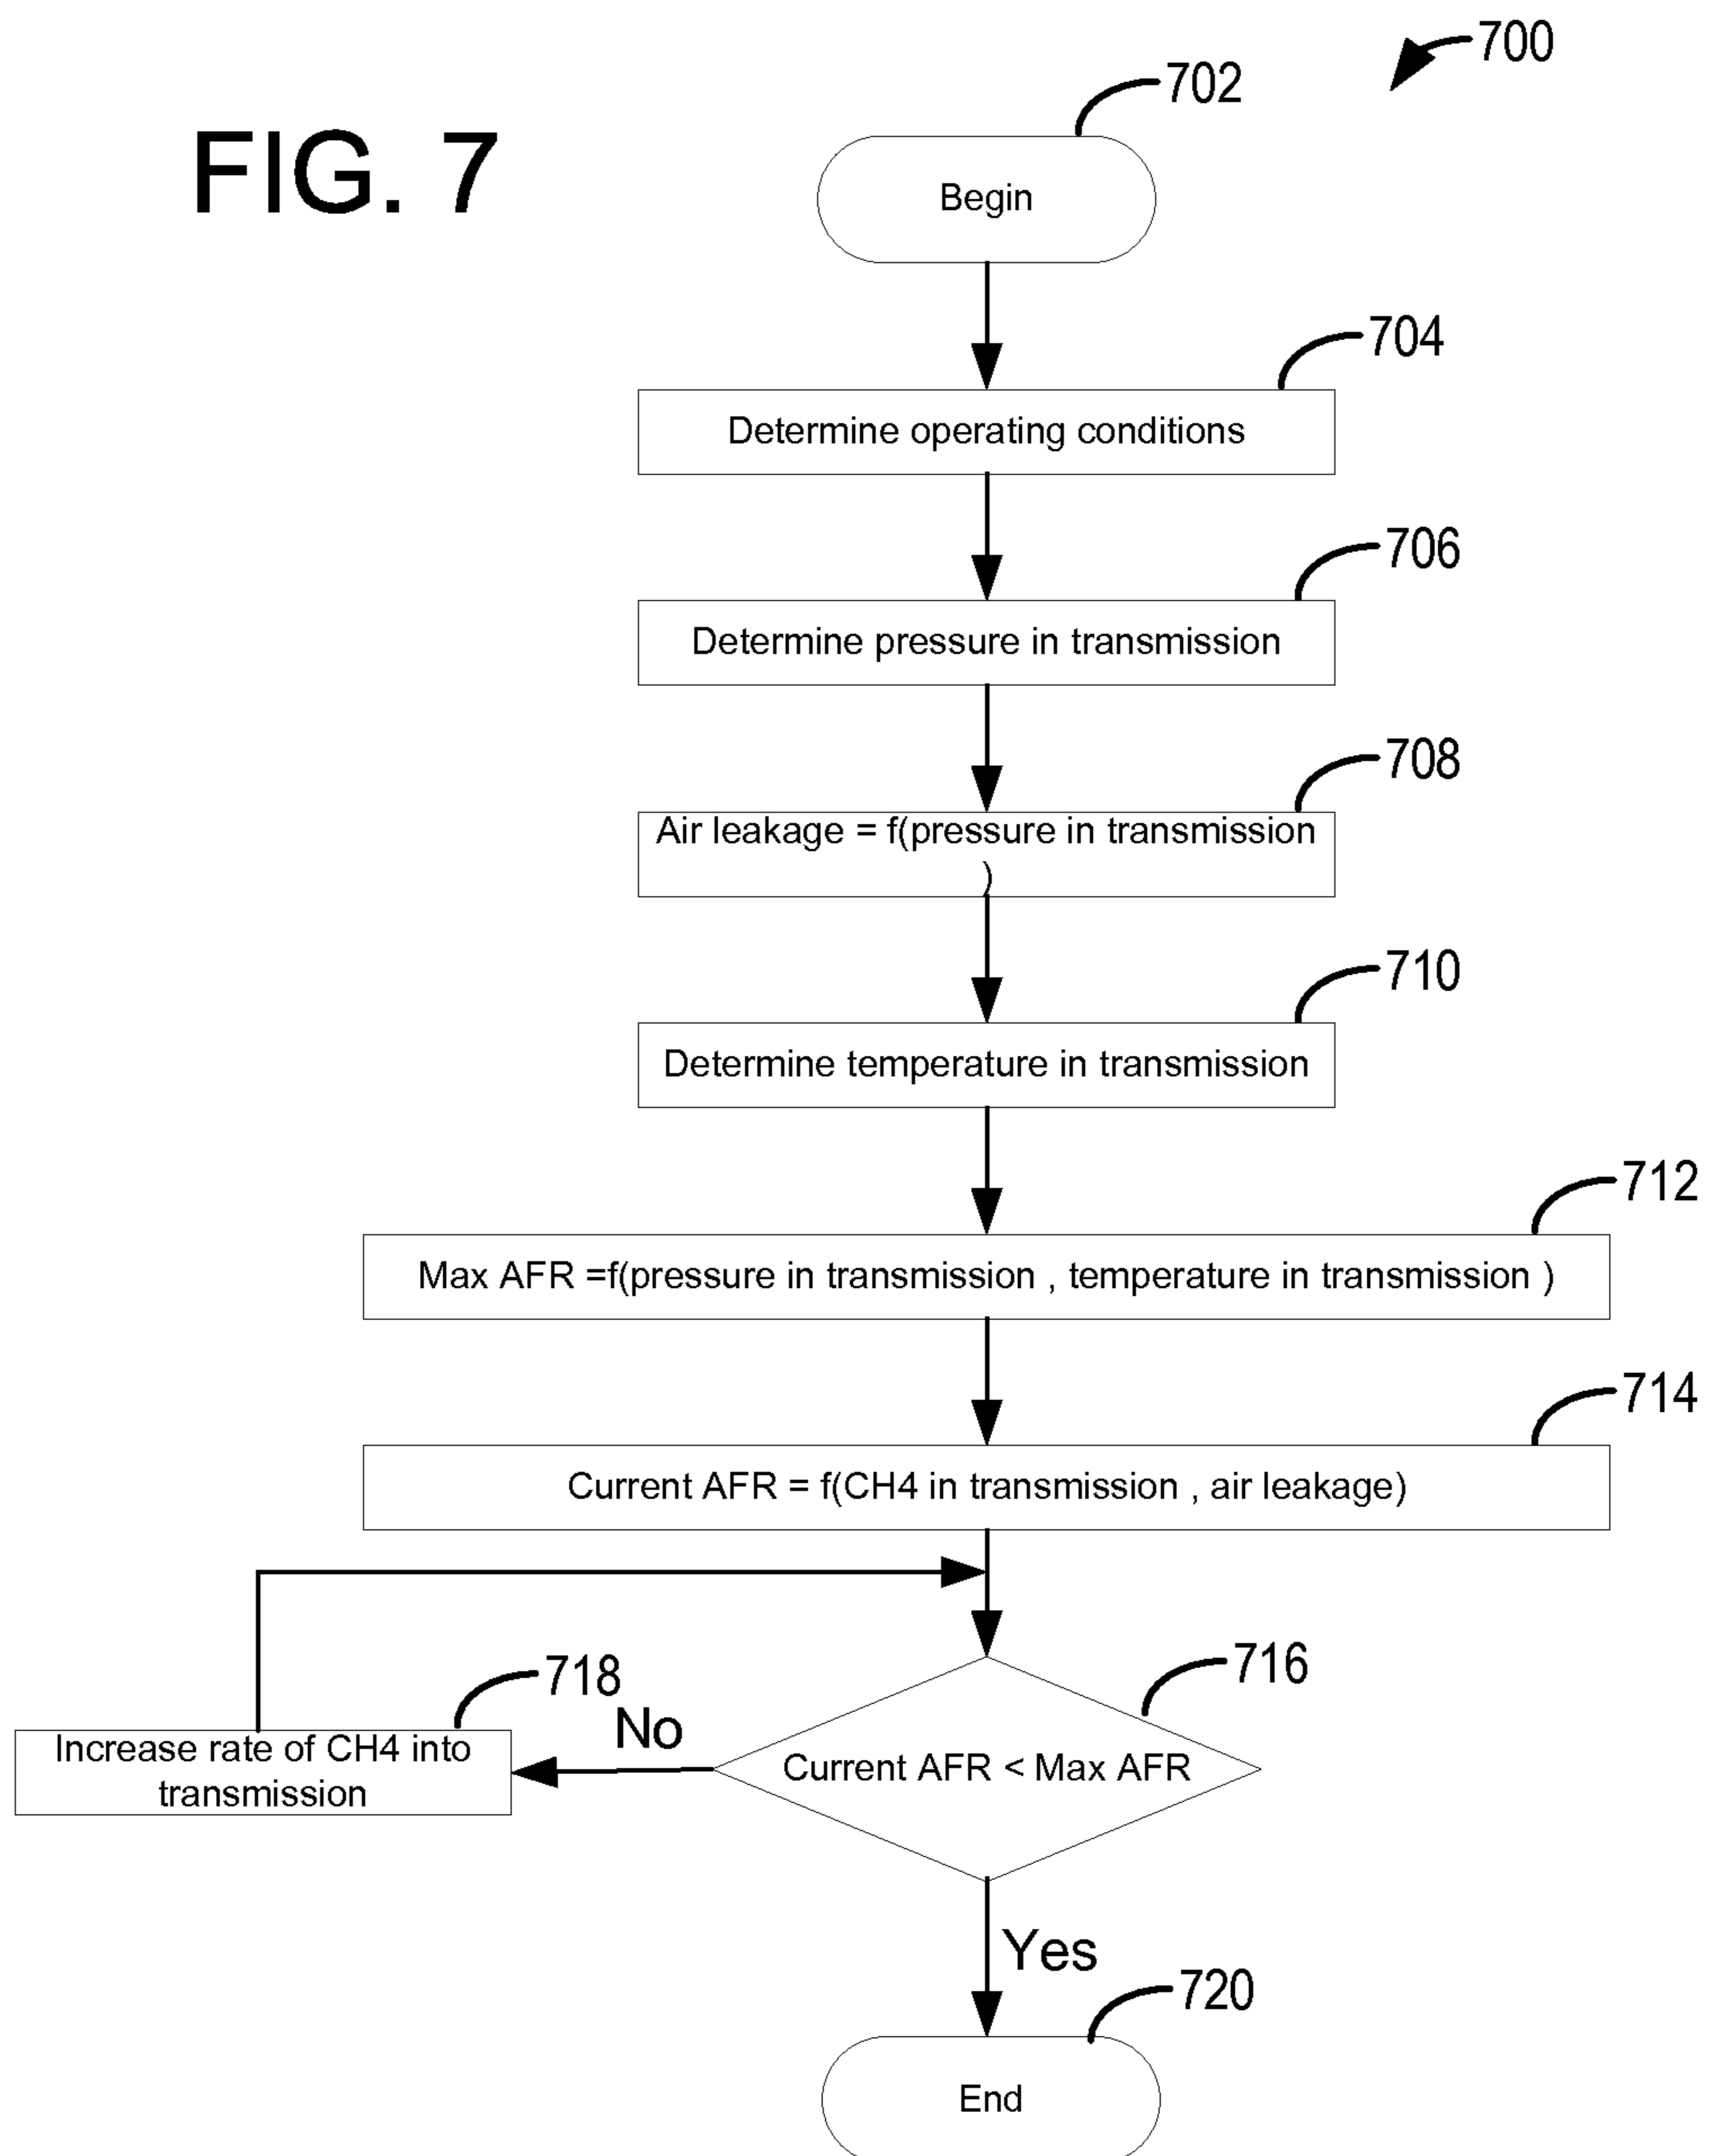 700
702
FIG. 7
Begin
704
Determine operating conditions
706
Determine pressure in transmission
708
Air leakage = f(pressure in transmission
)
710
Determine temperature in transmission
712
Max AFR =f(pressure in transmission , temperature in transmission )
714
Current AFR = f(CH4 in transmission , air leakage)
716
718
No
Increase rate of CH4 into
transmission
Current AFR < Max AFR
Yes
720
End